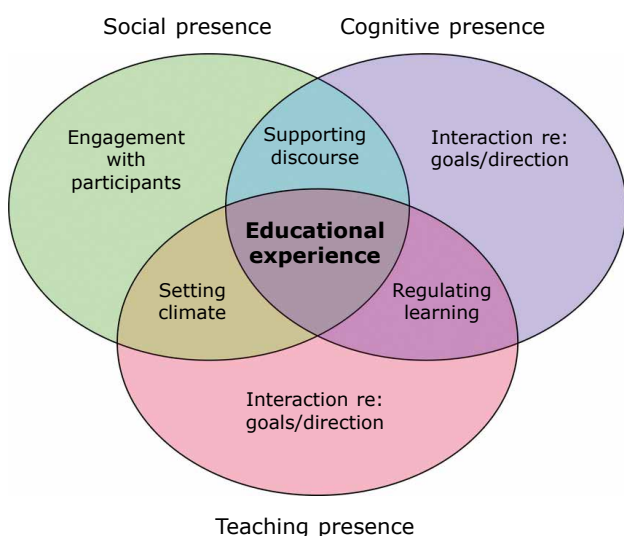 Social presence
Cognitive presence
Engagement
with
participants
Supporting
discourse
Interaction re:
goals/direction
Educational
experience
Setting
climate
Regulating
learning
Interaction re:
goals/direction
Teaching presence